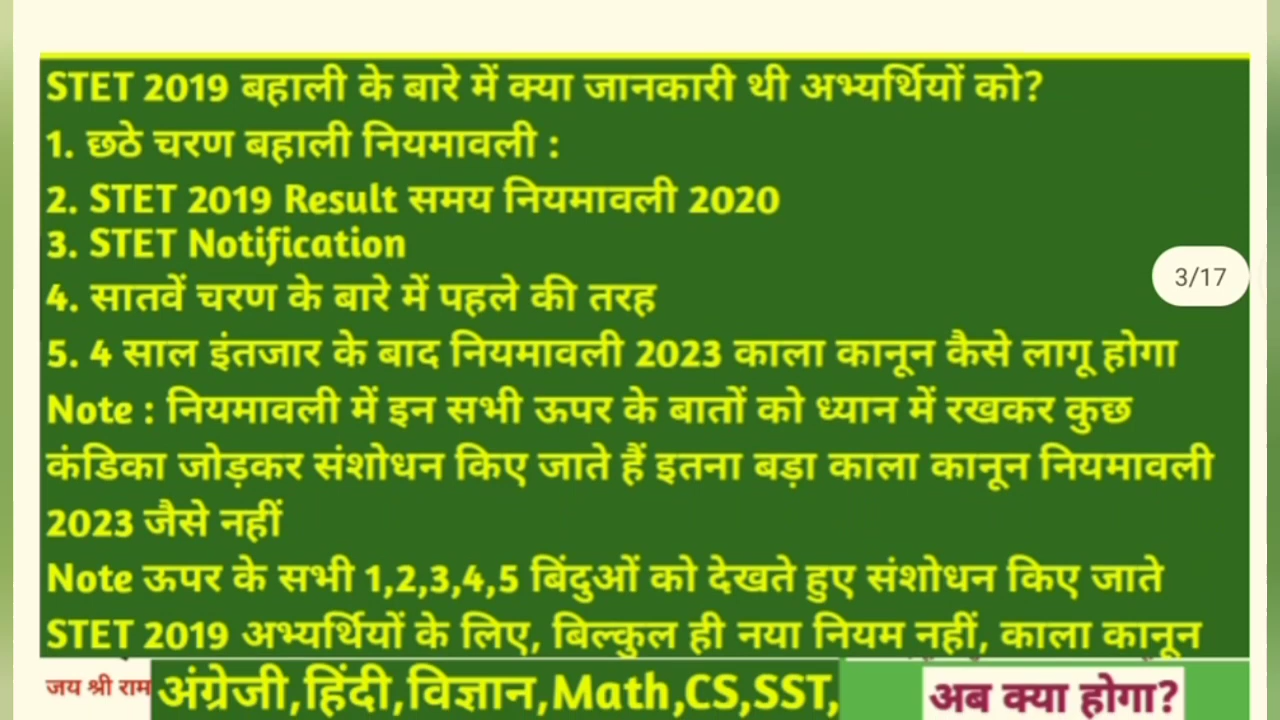 STET 2019 बहाली के बारे में क्या जानकारी थी अभ्यर्थियों को?
1. छठे चरण बहाली नियमावली :
2. STET 2019 Result समय नियमावली 2020
3. STET Notification
3/17
4. सातवें चरण के बारे में पहले की तरह
5. 4 साल इंतजार के बाद नियमावली 2023 काला कानून कैसे लागू होगा
Note : नियमावली में इन सभी ऊपर के बातों को ध्यान में रखकर कुछ
कंडिका जोड़कर संशोधन किए जाते हैं इतना बड़ा काला कानून नियमावली
2023 जैसे नहीं
Note ऊपर के सभी 1,2,3,4,5 बिंदुओं को देखते हुए संशोधन किए जाते
STET 2019 अभ्यर्थियों के लिए, बिल्कुल ही नया नियम नहीं, काला कानून
जय श्री राम
अंग्रेजी,हिंदी,विज्ञान,Math,CS,SST,
अब क्या होगा?